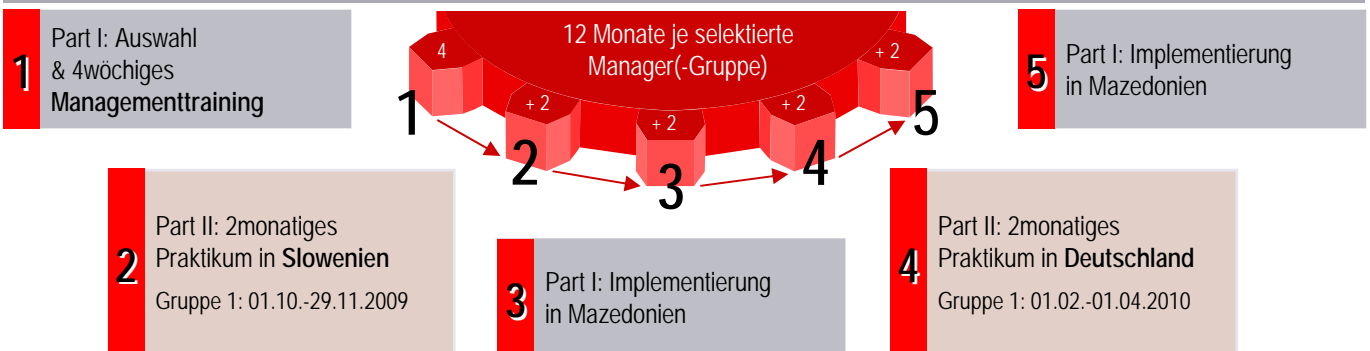 1
Part I: Auswahl
& 4wöchiges
Managementtraining
12 Monate je selektierte
Manager(-Gruppe)
4
+ 2
+ 2
+ 2
+ 2
1
2
3
4
5
5
Part I: Implementierung
in Mazedonien
2
Part II: 2monatiges
Praktikum in Slowenien
Gruppe 1: 01.10.-29.11.2009
3
Part I: Implementierung
in Mazedonien
4
Part II: 2monatiges
Praktikum in Deutschland
Gruppe 1: 01.02.-01.04.2010